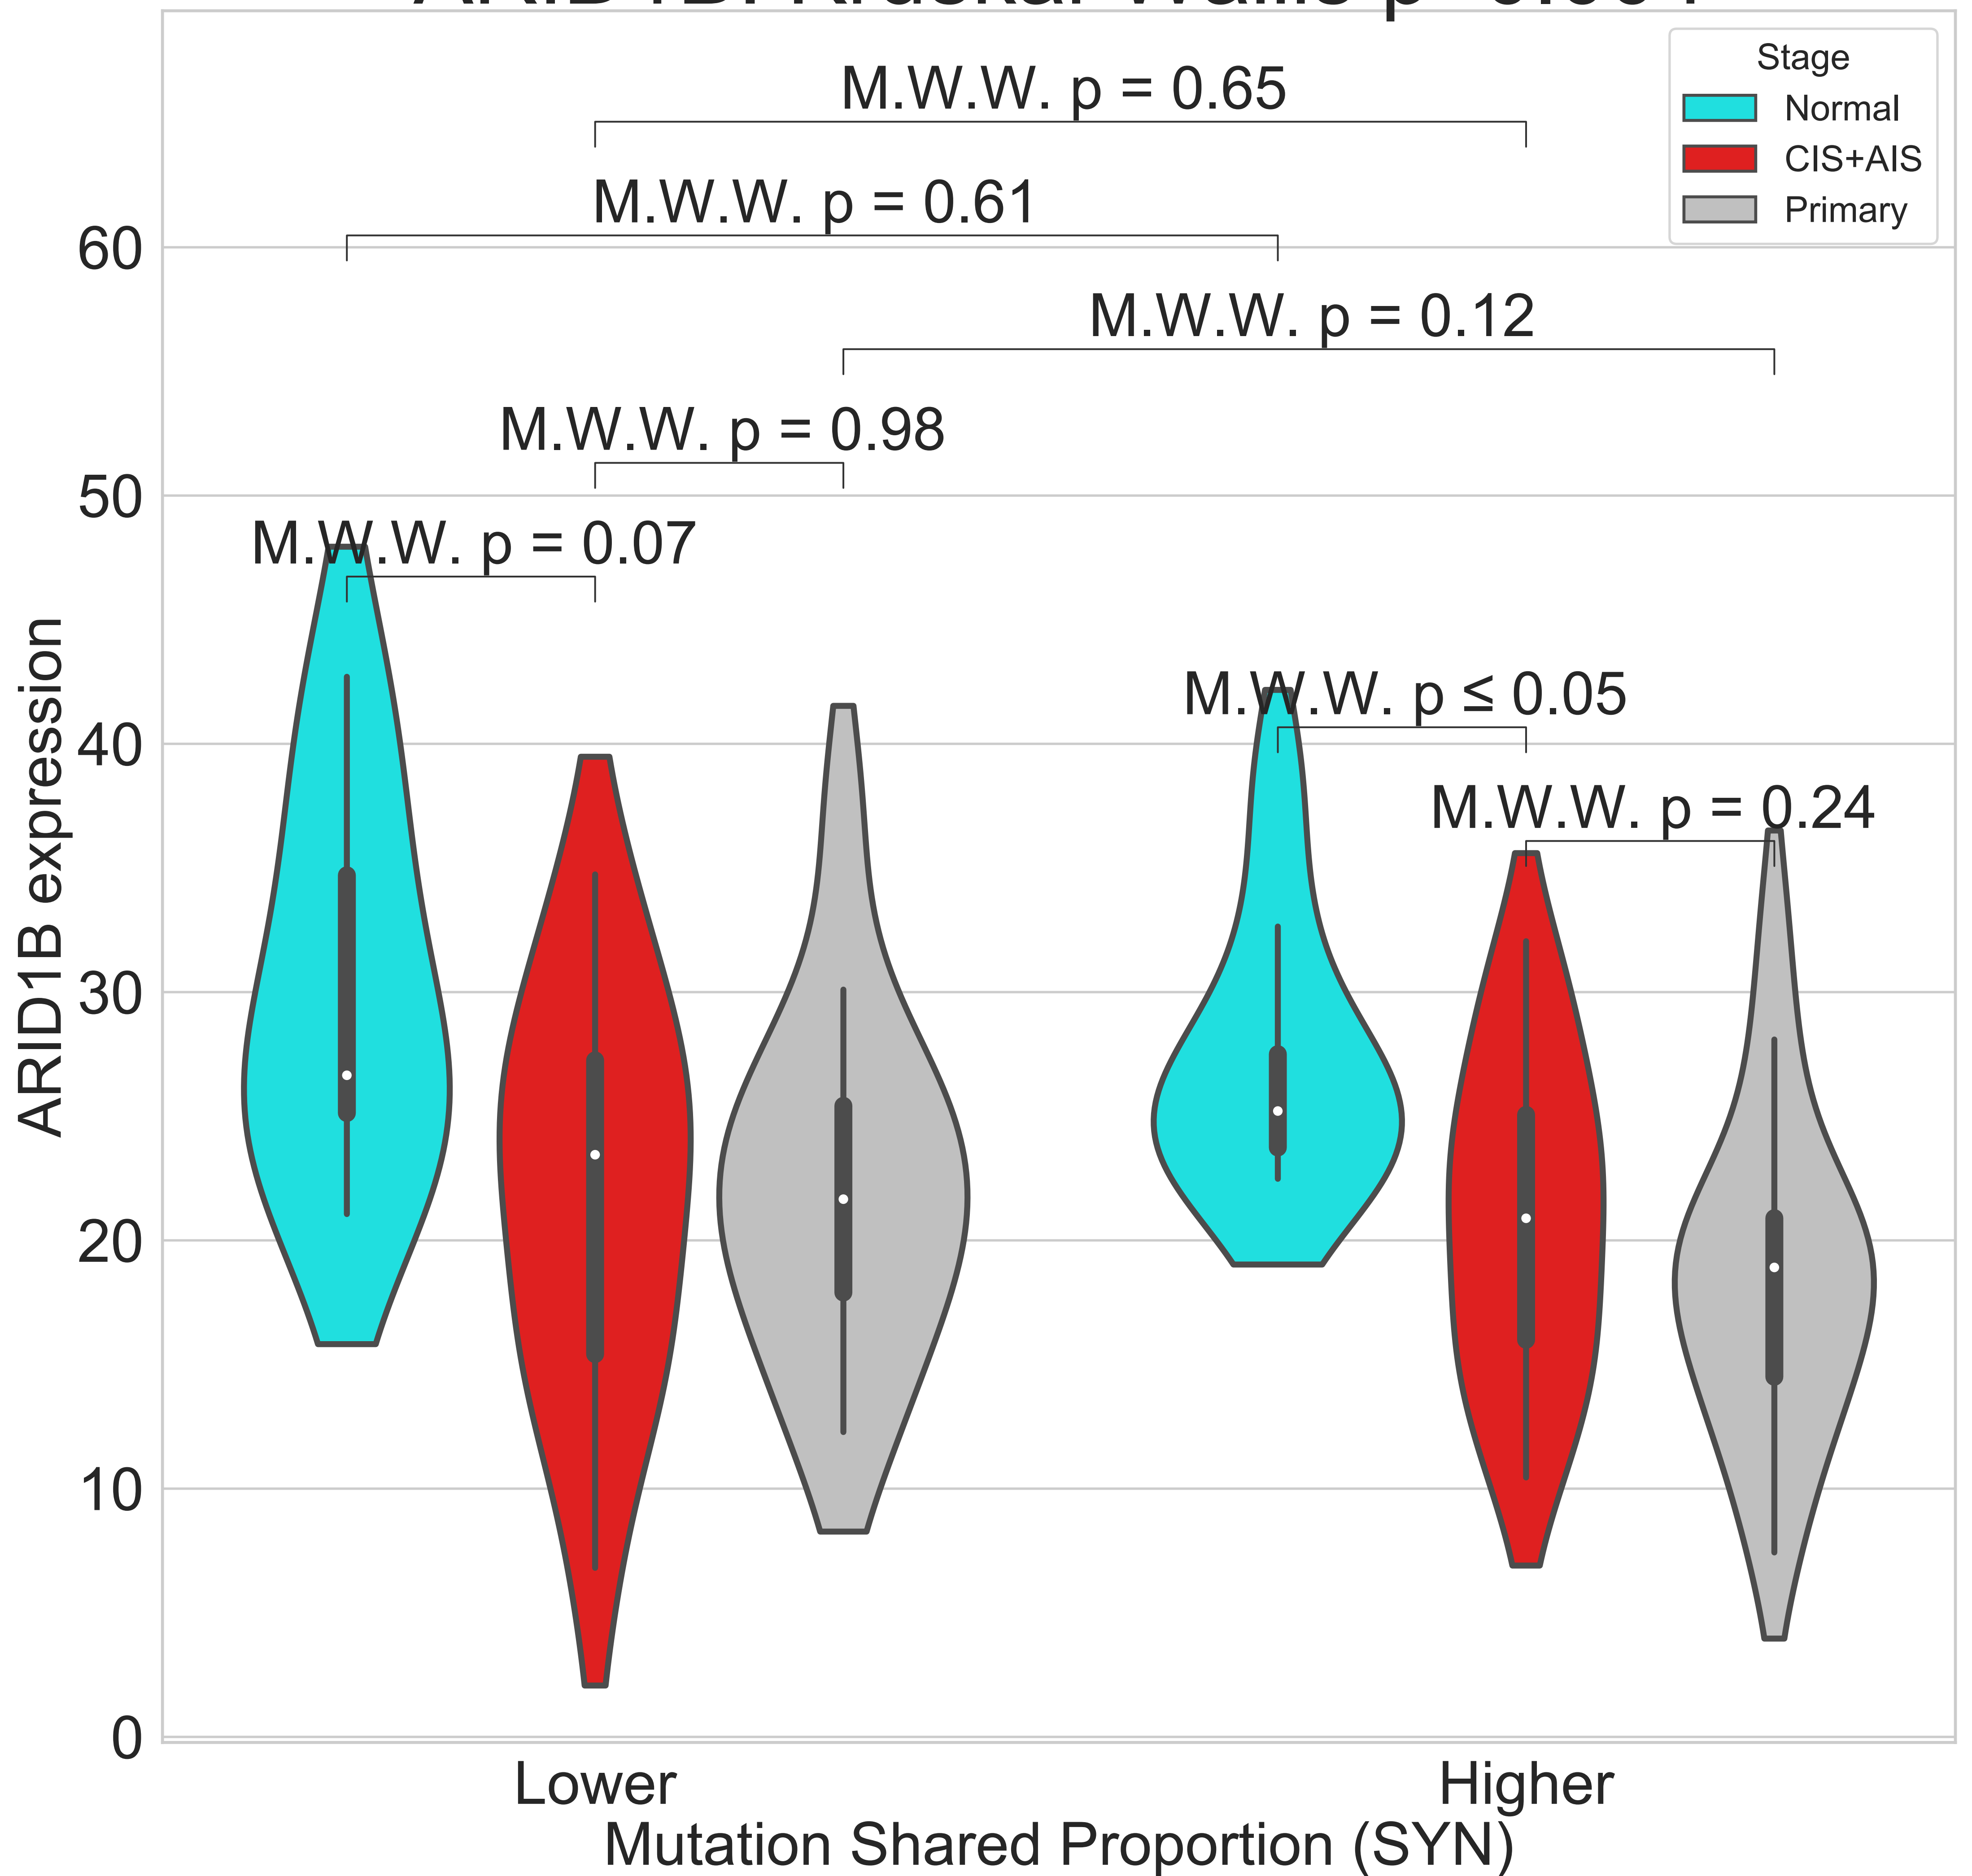 M.W.W. p = 0.65
Stage
Normal
CIS+AIS
Primary
M.W.W. p = 0.61
M.W.W. p = 0.12
M.W.W. p = 0.98
M.W.W. p = 0.07
M.W.W. p ≤ 0.05
M.W.W. p = 0.24
60
50
40
30
20
10
0
ARID1B expression
Lower
Higher
Mutation Shared Proportion (SYN)